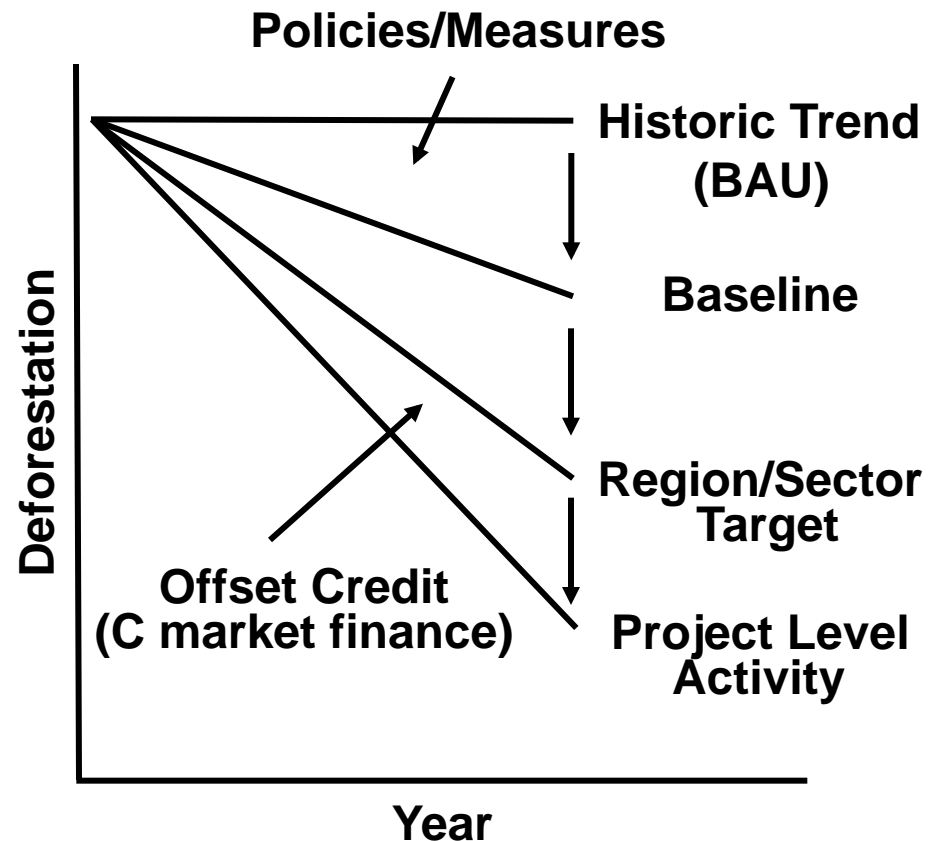 Policies/Measures
Historic Trend
(BAU)
Baseline
Deforestation
Region/Sector
Target
Offset Credit
(C market finance)
Project Level
Activity
Year